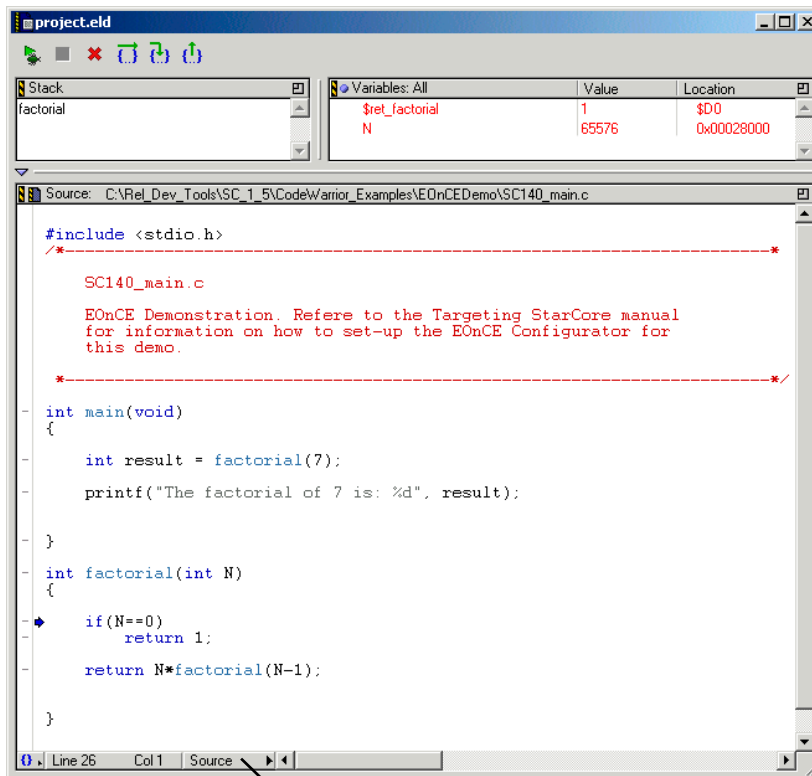 project.eld
Stack
factorial
Variables: All Value Location
$ret_factorial 1 $D0
N 65576 0x00028000
Source: C:\Rel_Dev_Tools\SC_1_5\CodeWarrior_Examples\EOnCEDemo\SC140_main.c
#include <stdio.h>
/*----------------------------------------------------------------------*
SC140_main.c
EOnCE Demonstration. Refere to the Targeting StarCore manual
for information on how to set-up the EOnCE Configurator for
this demo.
*----------------------------------------------------------------------*/
int main(void)
{
int result = factorial(7);
printf("The factorial of 7 is: %d", result);
}
int factorial(int N)
{
if(N==0)
return 1;
return N*factorial(N-1);
}
Line 26 Col 1 Source